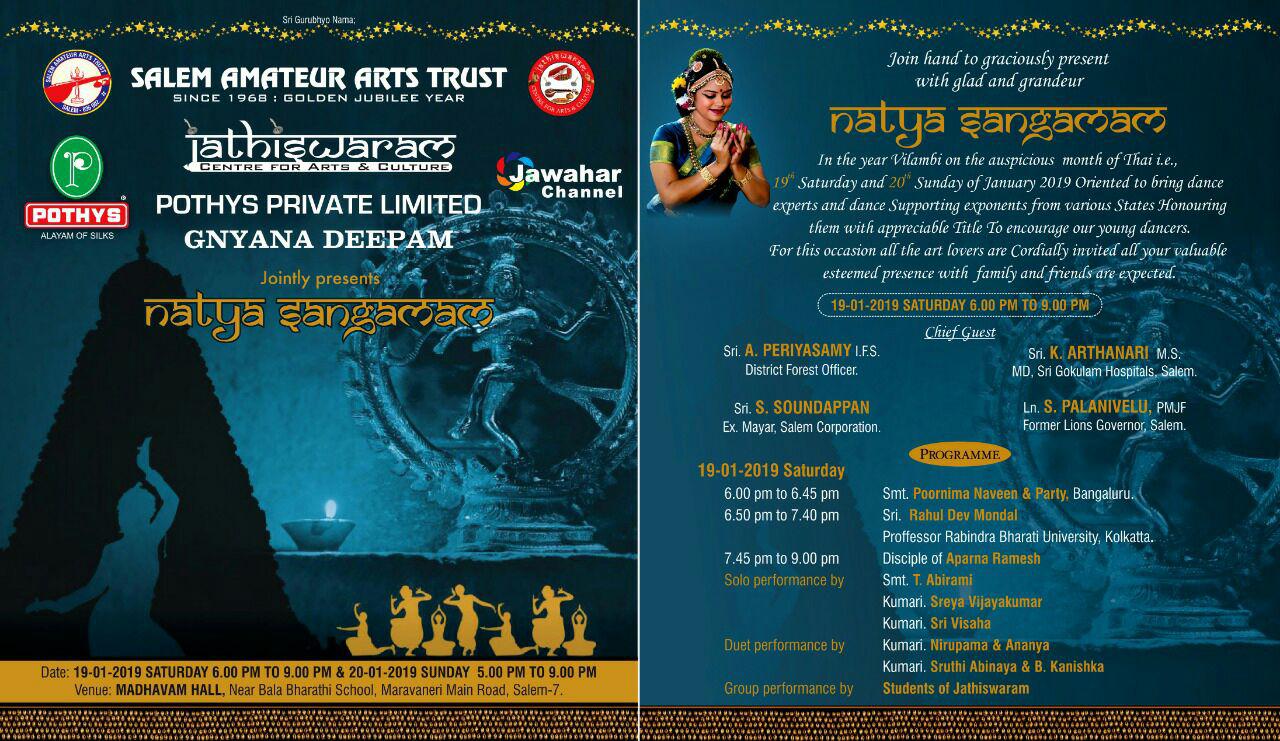 Sri Gurubhyo Nama;
SALEM AMATEUR ARTS TRUST
SINCE 1968 : GOLDEN JUBILEE YEAR
Jathiswaram
CENTRE FOR ARTS & CULTURE
POTHYS
ALAYAM OF SILKS
Jawahar
Channel
POTHYS PRIVATE LIMITED
GNYANA DEEPAM
Jointly presents
Natya Sangamam
Date: 19-01-2019 SATURDAY 6.00 PM TO 9.00 PM & 20-01-2019 SUNDAY 5.00 PM TO 9.00 PM
Venue: MADHAVAM HALL, Near Bala Bharathi School, Maravaneri Main Road, Salem-7.
Join hand to graciously present
with glad and grandeur
Natya Sangamam
In the year Vilambi on the auspicious month of Thai i.e.,
19th Saturday and 20th Sunday of January 2019 Oriented to bring dance
experts and dance Supporting exponents from various States Honouring
them with appreciable Title To encourage our young dancers.
For this occasion all the art lovers are Cordially invited all your valuable
esteemed presence with family and friends are expected.
19-01-2019 SATURDAY 6.00 PM TO 9.00 PM
Chief Guest
Sri. A. PERIYASAMY I.F.S.
District Forest Officer.
Sri. K. ARTHANARI M.S.
MD, Sri Gokulam Hospitals, Salem.
Sri. S. SOUNDAPPAN
Ex. Mayar, Salem Corporation.
Ln. S. PALANIVELU, PMJF
Former Lions Governor, Salem.
PROGRAMME
19-01-2019 Saturday
6.00 pm to 6.45 pm Smt. Poornima Naveen & Party, Bangaluru.
6.50 pm to 7.40 pm Sri. Rahul Dev Mondal
Proffessor Rabindra Bharati University, Kolkatta.
7.45 pm to 9.00 pm Disciple of Aparna Ramesh
Solo performance by Smt. T. Abirami
Kumari. Sreya Vijayakumar
Kumari. Sri Visaha
Duet performance by Kumari. Nirupama & Ananya
Kumari. Sruthi Abinaya & B. Kanishka
Group performance by Students of Jathiswaram